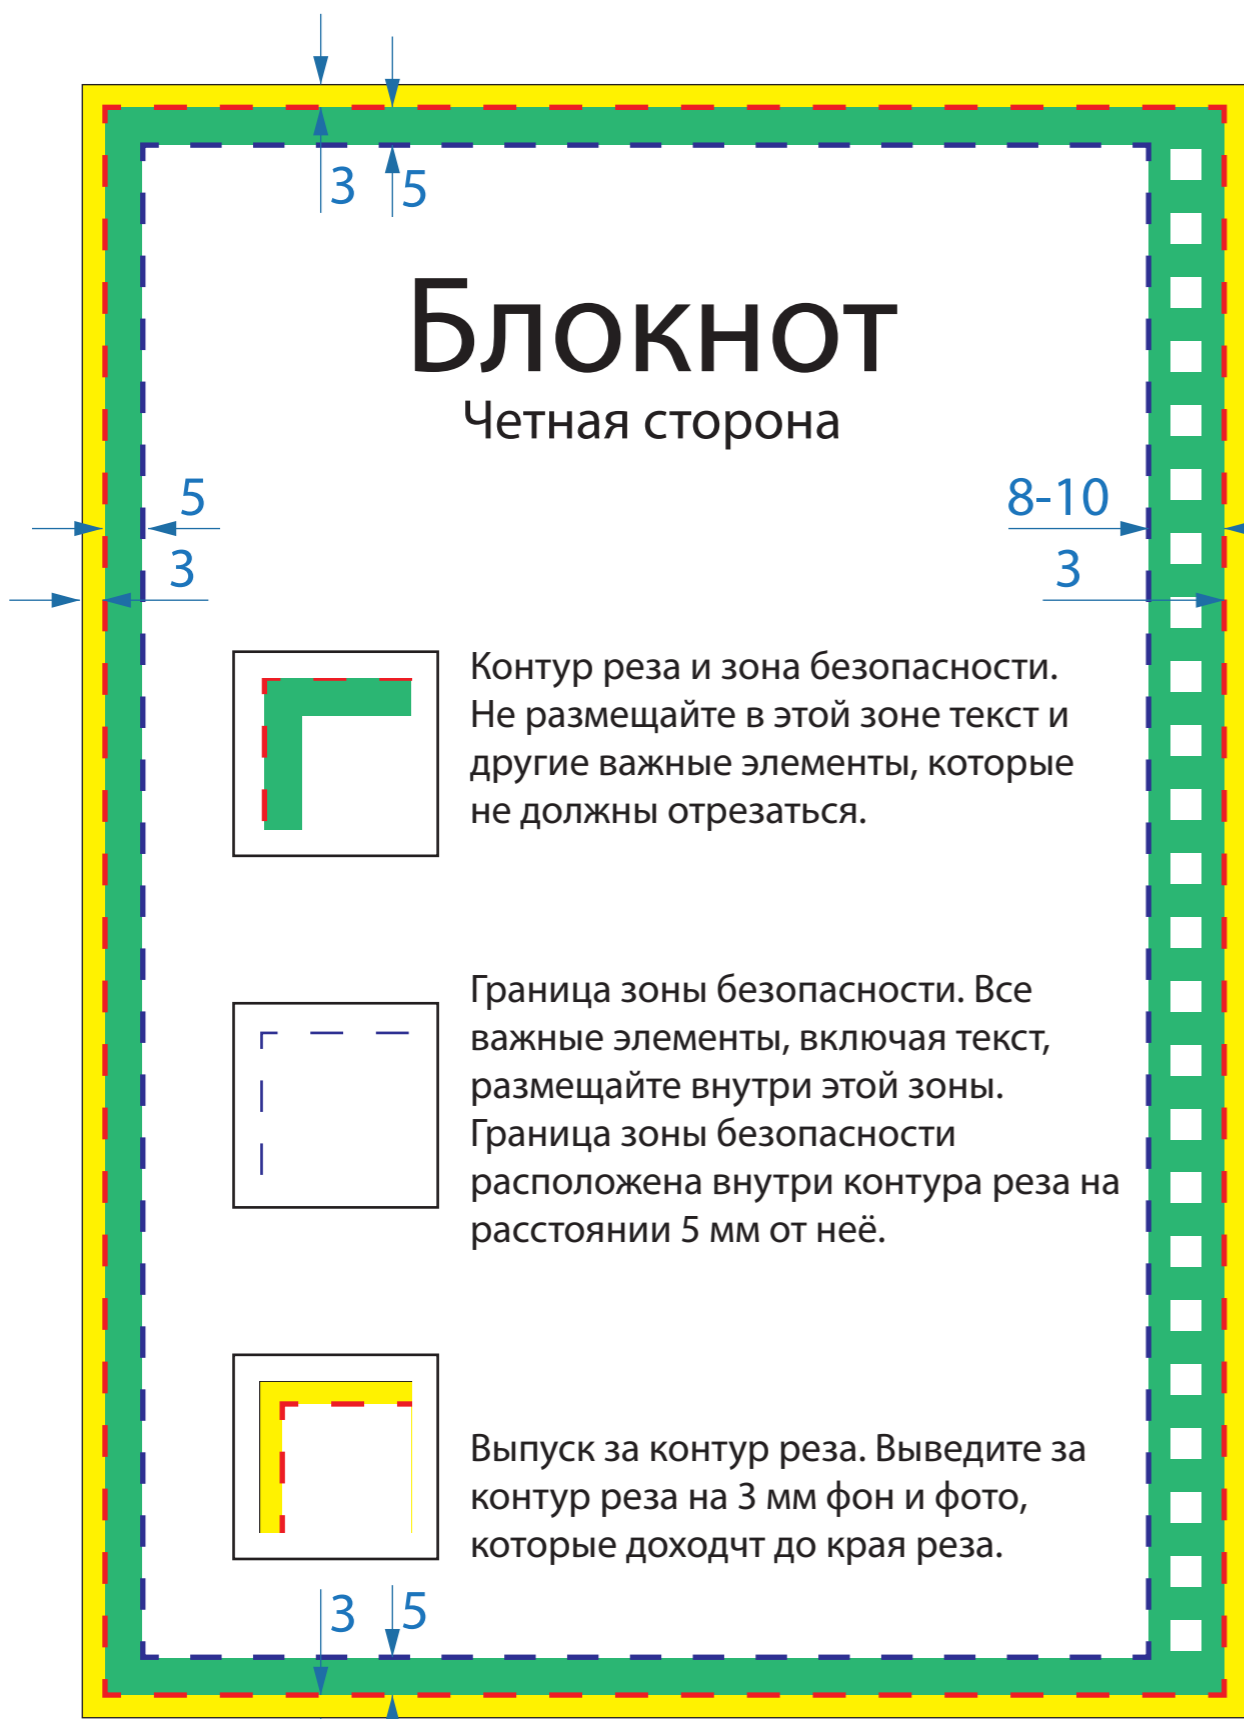 3
5
Блокнот
Четная сторона
5
8-10
3
3
Контур реза и зона безопасности.
Не размещайте в этой зоне текст и
другие важные элементы, которые
не должны отрезаться.
Граница зоны безопасности. Все
важные элементы, включая текст,
размещайте внутри этой зоны.
Граница зоны безопасности
расположена внутри контура реза на
расстоянии 5 мм от неё.
Выпуск за контур реза. Выведите за
контур реза на 3 мм фон и фото,
которые доходчт до края реза.
3
5